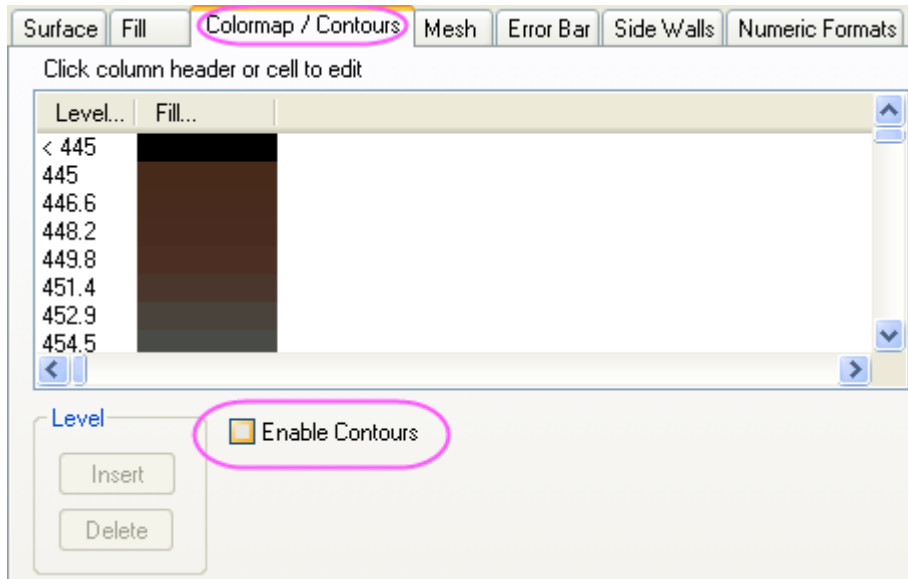 Surface Fill Colormap / Contours Mesh Error Bar Side Walls Numeric Formats
Click column header or cell to edit
Level... Fill...
< 445
445
446.6
448.2
449.8
451.4
452.9
454.5
Level
Enable Contours
Insert
Delete